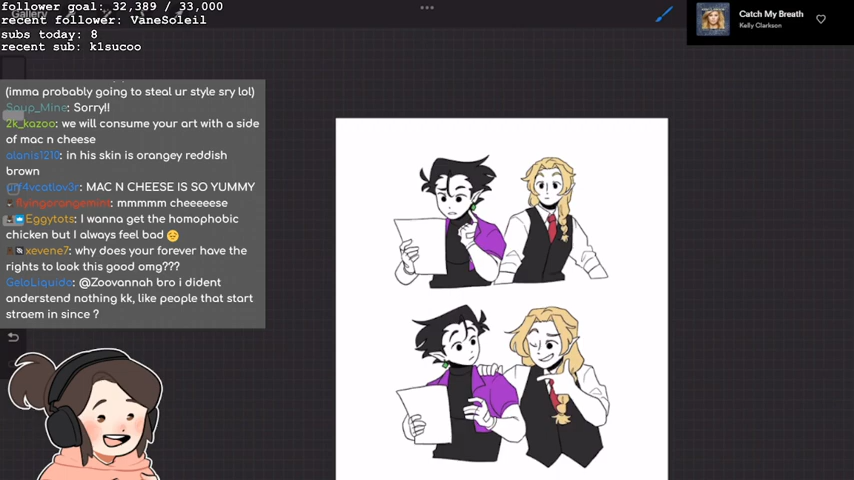 follower goal: 32,389 / 33,000
Gallery
recent follower: VaneSoleil
subs today: 8
recent sub: klsucoo
Catch My Breath
Kelly Clarkson
(imma probably going to steal ur style sry lol)
Soup_Mine: Sorry!!
2k_kazoo: we will consume your art with a side
of mac n cheese
alanis1210: in his skin is orangey reddish
brown
MAC N CHEESE IS SO YUMMY
flyingorangemint: mmmmm cheeeeese
Eggytots: I wanna get the homophobic
chicken but I always feel bad
xevene7: why does your forever have the
rights to look this good omg???
GeloLiquido: @Zoovannah bro i dident
anderstend nothing kk, like people that start
straem in since ?